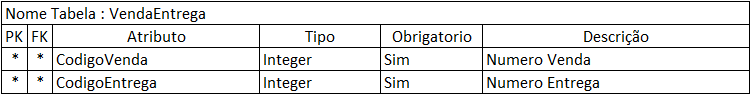 Nome Tabela : VendaEntrega
PK FK Atributo Tipo Obrigatorio Descrição
* * CodigoVenda Integer Sim Numero Venda
* * CodigoEntrega Integer Sim Numero Entrega